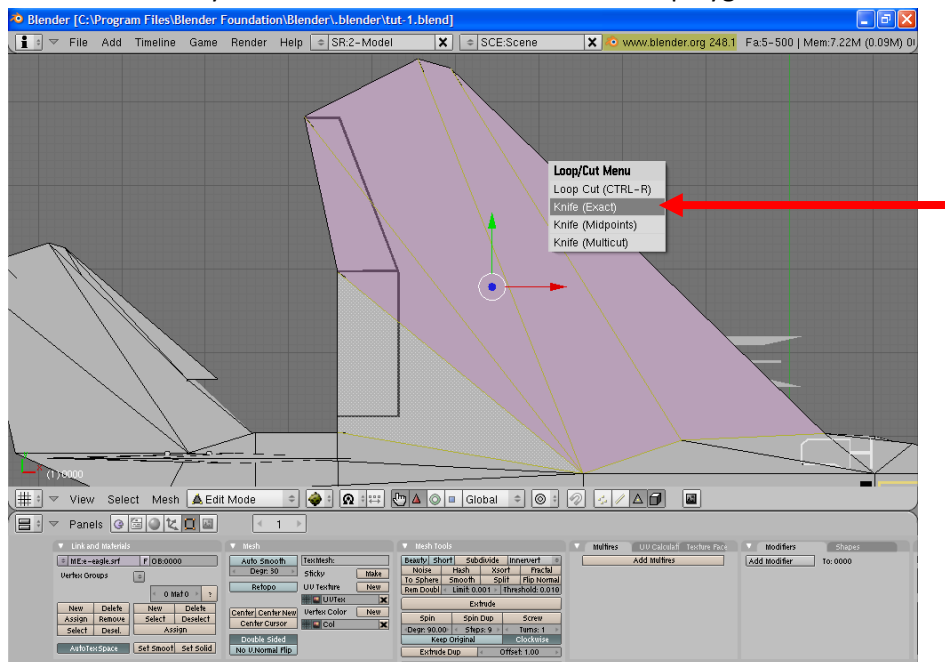 Blender [C:\Program Files\Blender Foundation\Blender\.blender\tut-1.blend]
File Add Timeline Game Render Help SR:2-Model X SCE:Scene X www.blender.org 248.1 Fa:5-500 | Mem:7.22M (0.09M)
Loop/Cut Menu
Loop Cut (CTRL-R)
Knife (Exact)
Knife (Midpoints)
Knife (Multicut)
(1) 0000
View Select Mesh Edit Mode Global
Panels 1
Link and Materials Mesh Mesh Tools Multires UV Calculati Texture Face Modifiers Shapes
ME:e-eagle.srf F OB:0000 Auto Smooth TexMesh: Beauty Short Subdivide Innervert Add Multires Add Modifier To: 0000
Vertex Groups Degr: 30 Sticky Make Noise Hash Xsort Fractal
To Sphere Smooth Split Flip Normal
0 Mat 0 ? Retopo UV Texture New Rem Doubl Limit: 0.001 Threshold: 0.010
UVTex Extrude
New Delete New Delete Center Center New Vertex Color New
Assign Remove Select Deselect Center Cursor Col Spin Spin Dup Screw
Select Desel. Assign Degr: 90.00 Steps: 9 Turns: 1
Double Sided Keep Original Clockwise
AutoTexSpace Set Smoot Set Solid No V.Normal Flip Extrude Dup Offset: 1.00